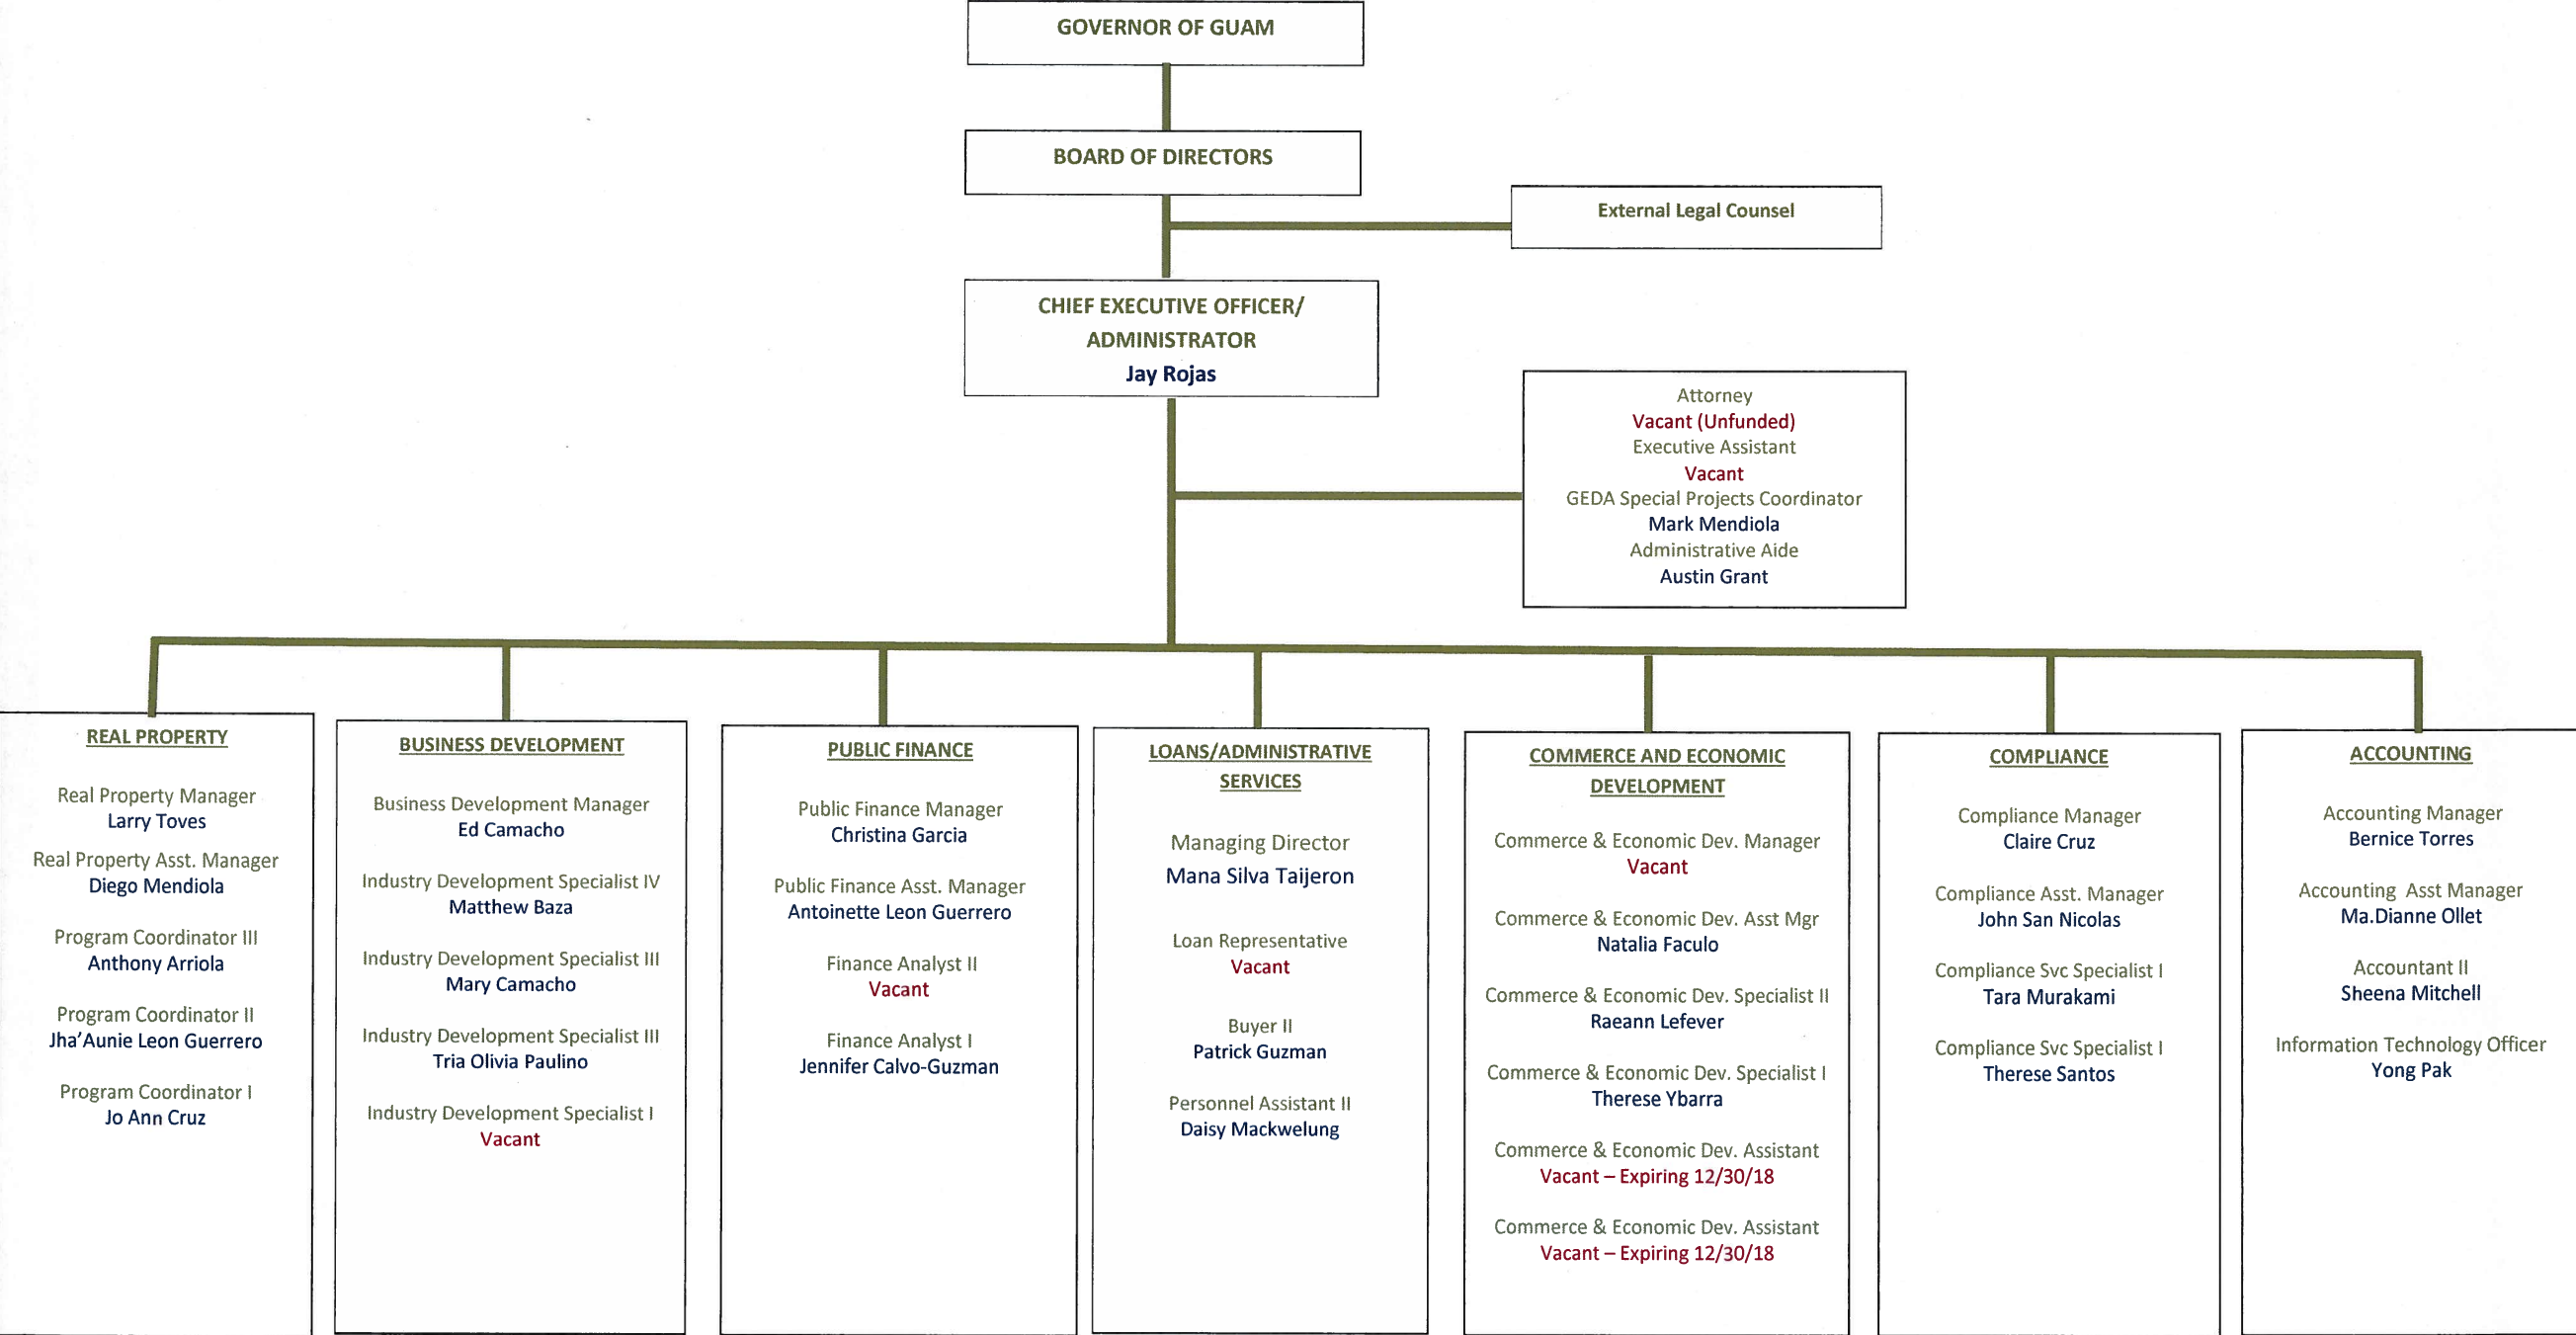 GOVERNOR OF GUAM
BOARD OF DIRECTORS
External Legal Counsel
CHIEF EXECUTIVE OFFICER/
ADMINISTRATOR
Jay Rojas
Attorney
Vacant (Unfunded)
Executive Assistant
Vacant
GEDA Special Projects Coordinator
Mark Mendiola
Administrative Aide
Austin Grant
REAL PROPERTY
Real Property Manager
Larry Toves
Real Property Asst. Manager
Diego Mendiola
Program Coordinator III
Anthony Arriola
Program Coordinator II
Jha'Aunie Leon Guerrero
Program Coordinator I
Jo Ann Cruz
BUSINESS DEVELOPMENT
Business Development Manager
Ed Camacho
Industry Development Specialist IV
Matthew Baza
Industry Development Specialist III
Mary Camacho
Industry Development Specialist III
Tria Olivia Paulino
Industry Development Specialist I
Vacant
PUBLIC FINANCE
Public Finance Manager
Christina Garcia
Public Finance Asst. Manager
Antoinette Leon Guerrero
Finance Analyst II
Vacant
Finance Analyst I
Jennifer Calvo-Guzman
LOANS/ADMINISTRATIVE
SERVICES
Managing Director
Mana Silva Taijeron
Loan Representative
Vacant
Buyer II
Patrick Guzman
Personnel Assistant II
Daisy Mackwelung
COMMERCE AND ECONOMIC
DEVELOPMENT
Commerce & Economic Dev. Manager
Vacant
Commerce & Economic Dev. Asst Mgr
Natalia Faculo
Commerce & Economic Dev. Specialist II
Raeann Lefever
Commerce & Economic Dev. Specialist I
Therese Ybarra
Commerce & Economic Dev. Assistant
Vacant – Expiring 12/30/18
Commerce & Economic Dev. Assistant
Vacant – Expiring 12/30/18
COMPLIANCE
Compliance Manager
Claire Cruz
Compliance Asst. Manager
John San Nicolas
Compliance Svc Specialist I
Tara Murakami
Compliance Svc Specialist I
Therese Santos
ACCOUNTING
Accounting Manager
Bernice Torres
Accounting Asst Manager
Ma.Dianne Ollet
Accountant II
Sheena Mitchell
Information Technology Officer
Yong Pak